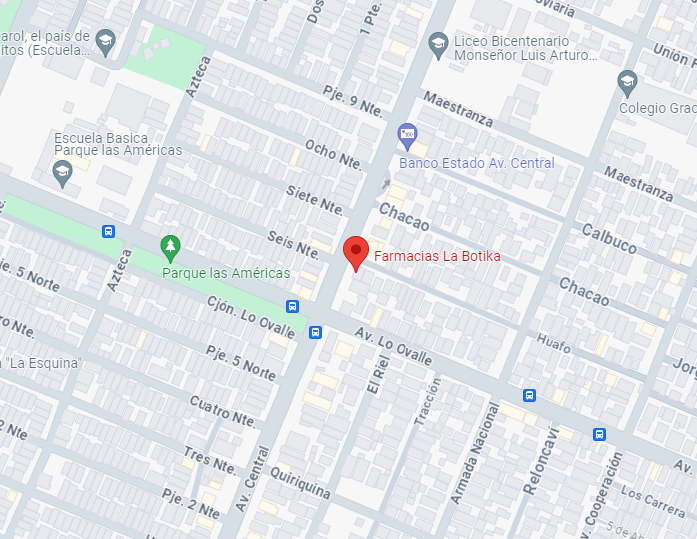 oviaria
arol, el país de
itos (Escuela...
Dos
1 Pte.
Liceo Bicentenario
Monseñor Luis Arturo...
Unión F
Azteca
Pje. 9 Nte.
Maestranza
Colegio Grac
Escuela Basica
Parque las Américas
Ocho Nte.
Banco Estado Av. Central
Maestranza
Siete Nte.
Chacao
Calbuco
Seis Nte.
Farmacias La Botika
Azteca
Parque las Américas
Chacao
je. 5 Norte
Cjón. Lo Ovalle
Av. Lo Ovalle
Huafo
ro Nte.
Pje. 5 Norte
El Riel
Jorg
a "La Esquina"
Tracción
Cuatro Nte.
Armada Nacional
Reloncaví
2 Nte
Tres Nte.
Av. Central
Quiriquina
Av.
Pje. 2 Nte
v. Cooperación
Los Carrera
5 de Ab